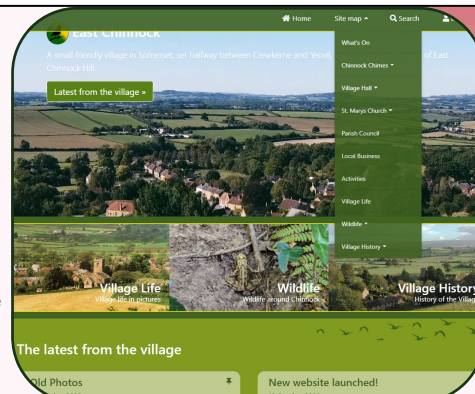 Home Site map Search
East Chinnock
A small friendly village in Somerset, set halfway between Crewkerne and Yeovil, of East
Chinnock Hill.
Latest from the village »
What's On
Chinnock Chimes
Village Hall
St. Marys Church
Parish Council
Local Business
Activities
Village Life
Wildlife
Village History
Village Life
Village life in pictures
Wildlife
Wildlife around Chinnock
Village History
History of the Village
The latest from the village
Old Photos
New website launched!